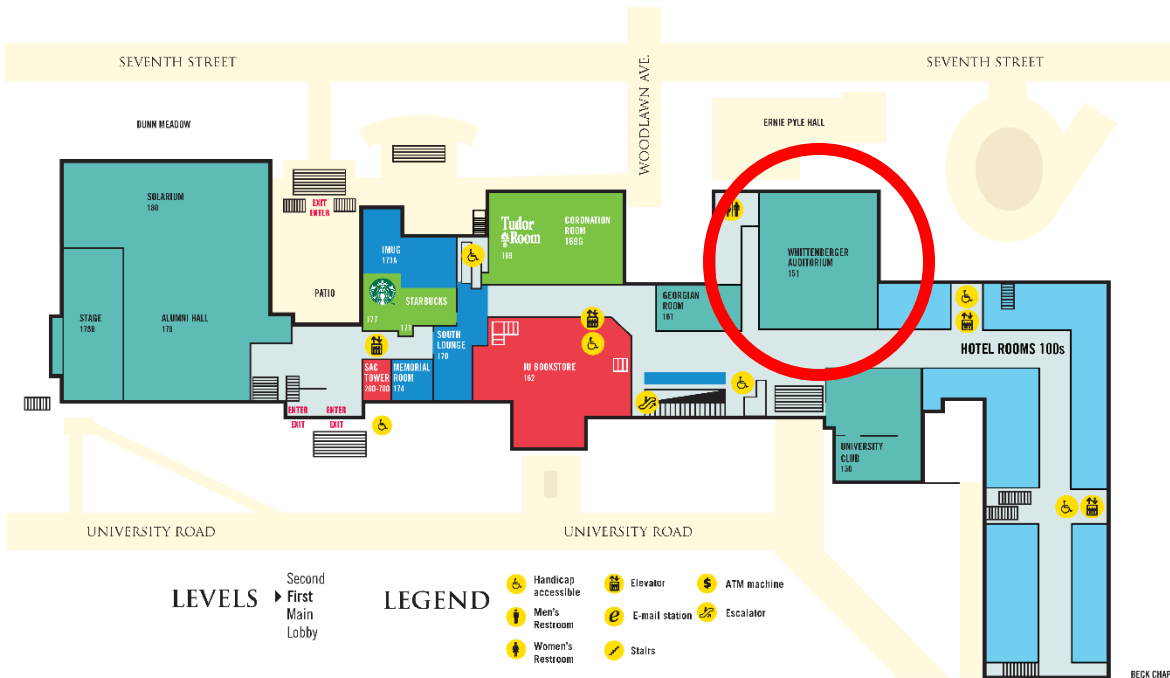 SEVENTH STREET
SEVENTH STREET
WOODLAWN AVE.
DUNN MEADOW
ERNIE PYLE HALL
SOLARIUM
180
EXIT
ENTER
Tudor
Room
169
CORONATION
ROOM
169G
IMUG
173A
WHITTENBERGER
AUDITORIUM
151
PATIO
STARBUCKS
177
GEORGIAN
ROOM
161
STAGE
178B
ALUMNI HALL
178
171
SOUTH
LOUNGE
170
HOTEL ROOMS 100s
SAC
TOWER
200-700
MEMORIAL
ROOM
174
IU BOOKSTORE
162
ENTER
EXIT
ENTER
EXIT
UNIVERSITY
CLUB
150
UNIVERSITY ROAD
UNIVERSITY ROAD
LEVELS
Second
First
Main
Lobby
LEGEND
Handicap
accessible
Men's
Restroom
Women's
Restroom
Elevator
e E-mail station
Stairs
$ ATM machine
Escalator
BECK CHAP